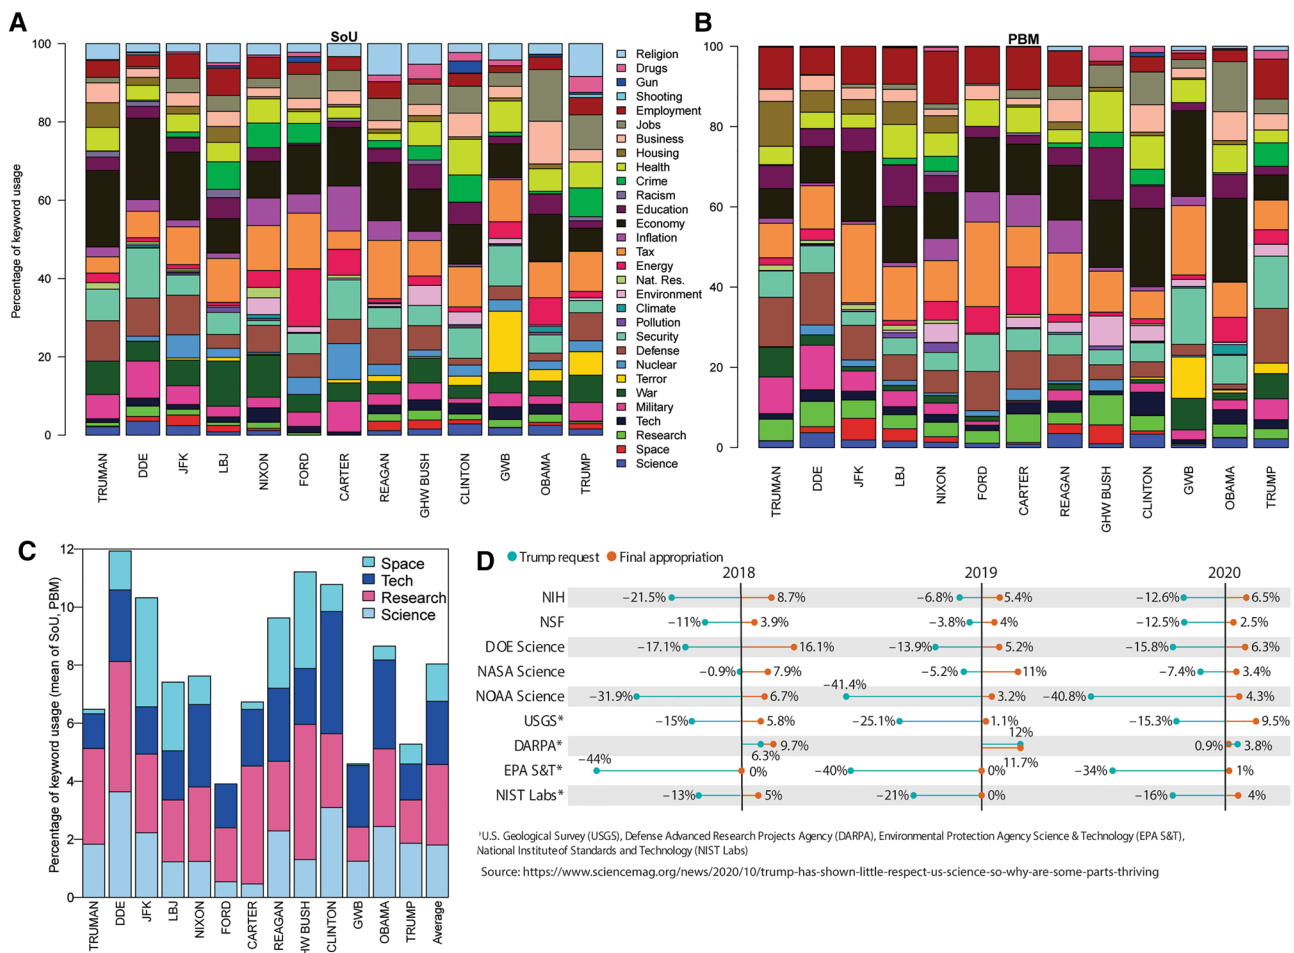 A
SoU
Percentage of keyword usage
100
80
60
40
20
0
TRUMAN
DDE
JFK
LBJ
NIXON
FORD
CARTER
REAGAN
GHW BUSH
CLINTON
GWB
OBAMA
TRUMP
Religion
Drugs
Gun
Shooting
Employment
Jobs
Business
Housing
Health
Crime
Racism
Education
Economy
Inflation
Tax
Energy
Nat. Res.
Environment
Climate
Pollution
Security
Defense
Nuclear
Terror
War
Military
Tech
Research
Space
Science
B
PBM
100
80
60
40
20
0
TRUMAN
DDE
JFK
LBJ
NIXON
FORD
CARTER
REAGAN
GHW BUSH
CLINTON
GWB
OBAMA
TRUMP
C
Percentage of keyword usage (mean of SoU, PBM)
12
10
8
6
4
2
0
Space
Tech
Research
Science
TRUMAN
DDE
JFK
LBJ
NIXON
FORD
CARTER
REAGAN
HW BUSH
CLINTON
GWB
OBAMA
TRUMP
Average
D
Trump request Final appropriation
2018 2019 2020
NIH −21.5% 8.7% −6.8% 5.4% −12.6% 6.5%
NSF −11% 3.9% −3.8% 4% −12.5% 2.5%
DOE Science −17.1% 16.1% −13.9% 5.2% −15.8% 6.3%
NASA Science −0.9% 7.9% −5.2% 11% −7.4% 3.4%
NOAA Science −31.9% 6.7% −41.4% 3.2% −40.8% 4.3%
USGS* −15% 5.8% −25.1% 1.1% −15.3% 9.5%
DARPA* 6.3% 9.7% 12% 11.7% 0.9% 3.8%
EPA S&T* −44% 0% −40% 0% −34% 1%
NIST Labs* −13% 5% −21% 0% −16% 4%
*U.S. Geological Survey (USGS), Defense Advanced Research Projects Agency (DARPA), Environmental Protection Agency Science & Technology (EPA S&T),
National Institute of Standards and Technology (NIST Labs)
Source: https://www.sciencemag.org/news/2020/10/trump-has-shown-little-respect-us-science-so-why-are-some-parts-thriving